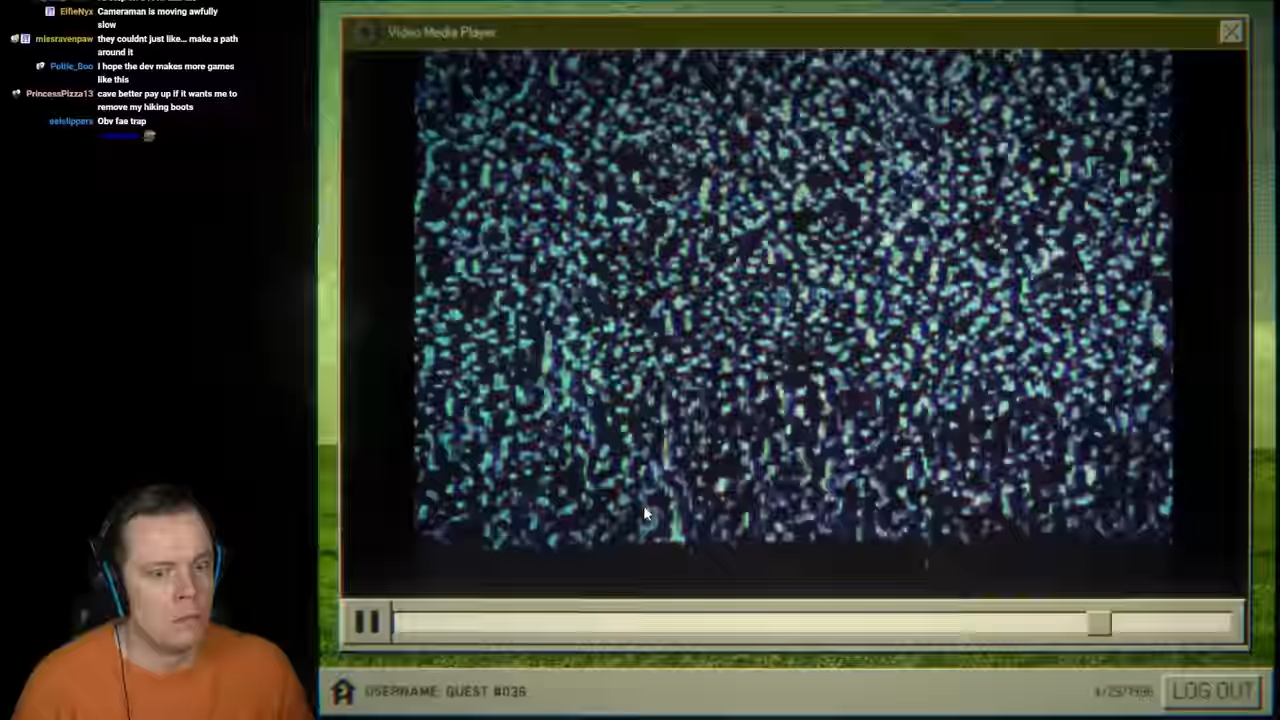 ElfieNyx Cameraman is moving awfully
slow
missravenpaw they couldnt just like... make a path
around it
Poltie_Boo I hope the dev makes more games
like this
PrincessPizza13 cave better pay up if it wants me to
remove my hiking boots
eelslippers Obv fae trap
Video Media Player
USERNAME: GUEST #036
LOG OUT